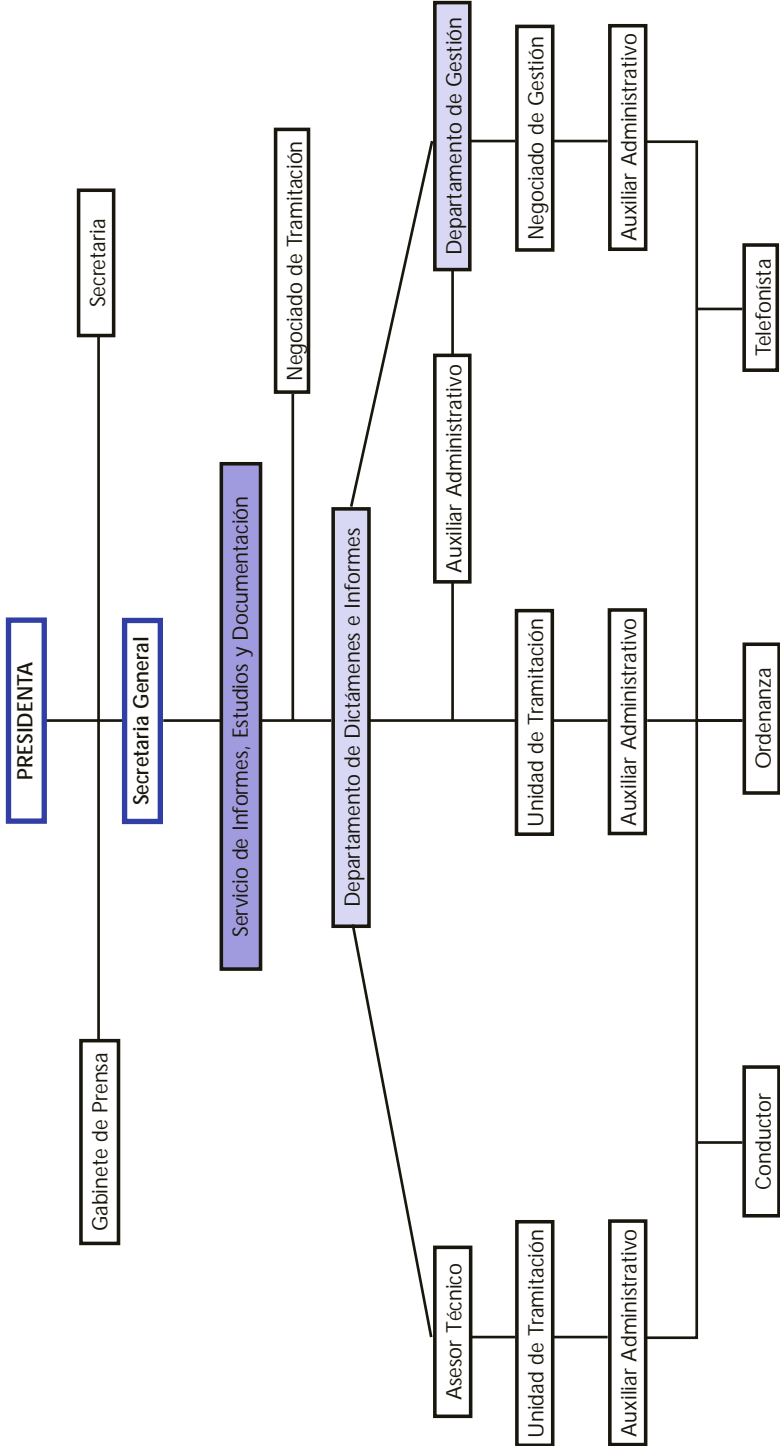 PRESIDENTA
Gabinete de Prensa
Secretaria
Secretaria General
Servicio de Informes, Estudios y Documentación
Negociado de Tramitación
Departamento de Dictámenes e Informes
Asesor Técnico
Auxiliar Administrativo
Departamento de Gestión
Unidad de Tramitación
Unidad de Tramitación
Negociado de Gestión
Auxiliar Administrativo
Auxiliar Administrativo
Auxiliar Administrativo
Conductor
Ordenanza
Telefonísta